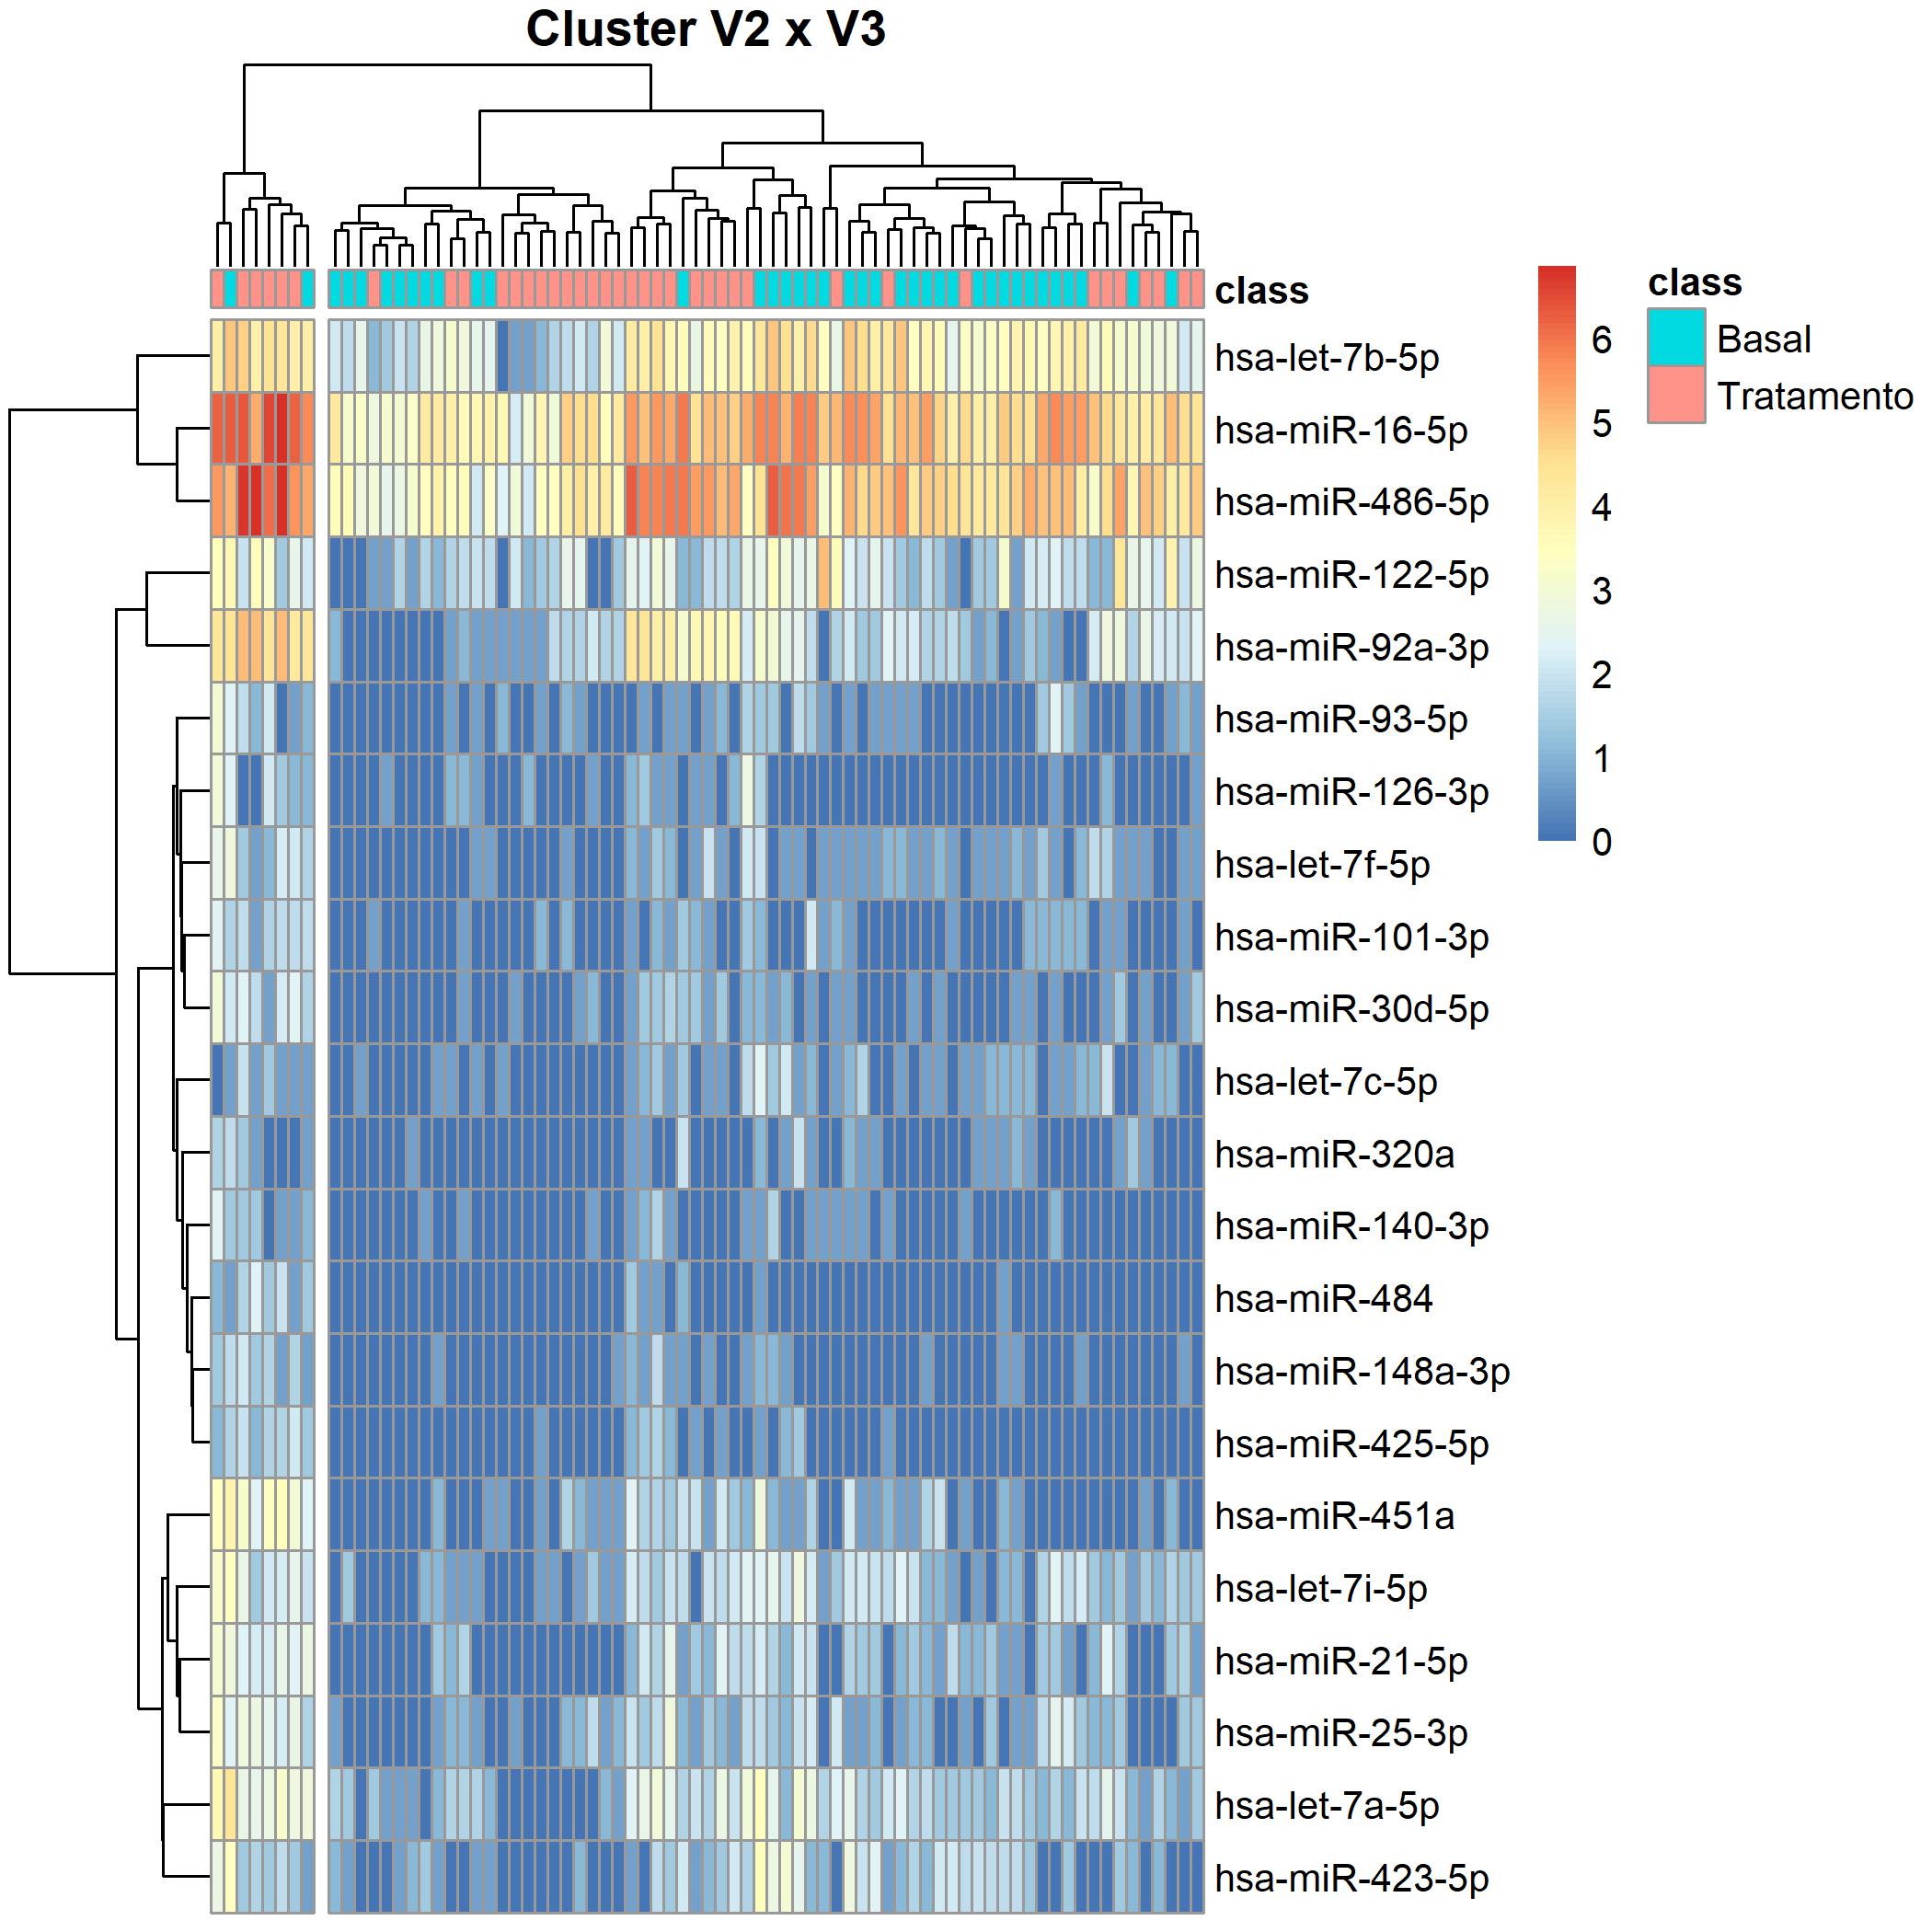 Cluster V2 x V3
class
hsa-let-7b-5p
hsa-miR-16-5p
hsa-miR-486-5p
hsa-miR-122-5p
hsa-miR-92a-3p
hsa-miR-93-5p
hsa-miR-126-3p
hsa-let-7f-5p
hsa-miR-101-3p
hsa-miR-30d-5p
hsa-let-7c-5p
hsa-miR-320a
hsa-miR-140-3p
hsa-miR-484
hsa-miR-148a-3p
hsa-miR-425-5p
hsa-miR-451a
hsa-let-7i-5p
hsa-miR-21-5p
hsa-miR-25-3p
hsa-let-7a-5p
hsa-miR-423-5p
6
5
4
3
2
1
0
class
Basal
Tratamento